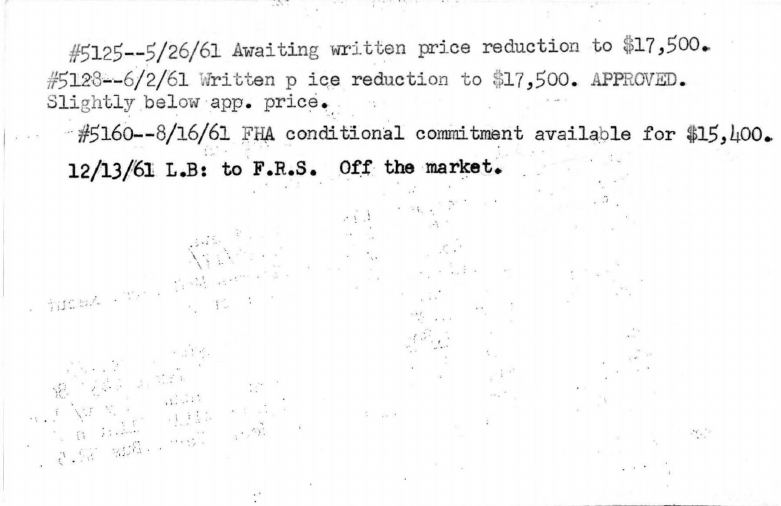 #5125--5/26/61 Awaiting written price reduction to $17,500.
#5128--6/2/61 Written p ice reduction to $17,500. APPROVED.
Slightly below app. price.
#5160--8/16/61 FHA conditional commitment available for $15,400.
12/13/61 L.B: to F.R.S. Off the market.